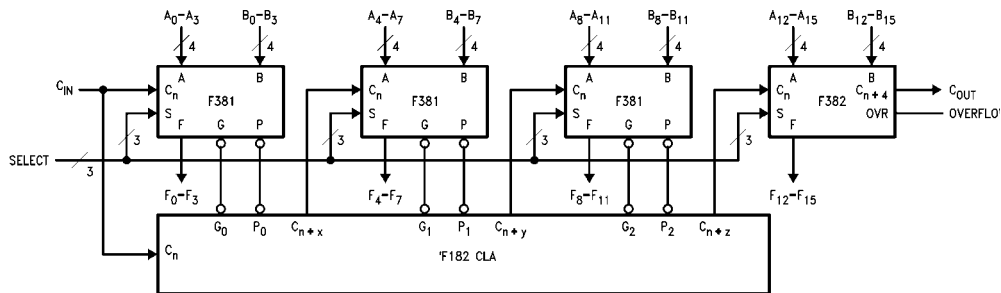 A0–A3 B0–B3 A4–A7 B4–B7 A8–A11 B8–B11 A12–A15 B12–B15
4 4 4 4 4 4 4 4
A B A B A B A B
CIN Cn Cn Cn Cn Cn+4 COUT
F381 F381 F381 F382
S S S S OVR OVERFLOW
F G P F G P F G P F
3 3 3 3
SELECT 3
F0–F3 F4–F7 F8–F11 F12–F15
G0 P0 Cn+x G1 P1 Cn+y G2 P2 Cn+z
Cn 'F182 CLA